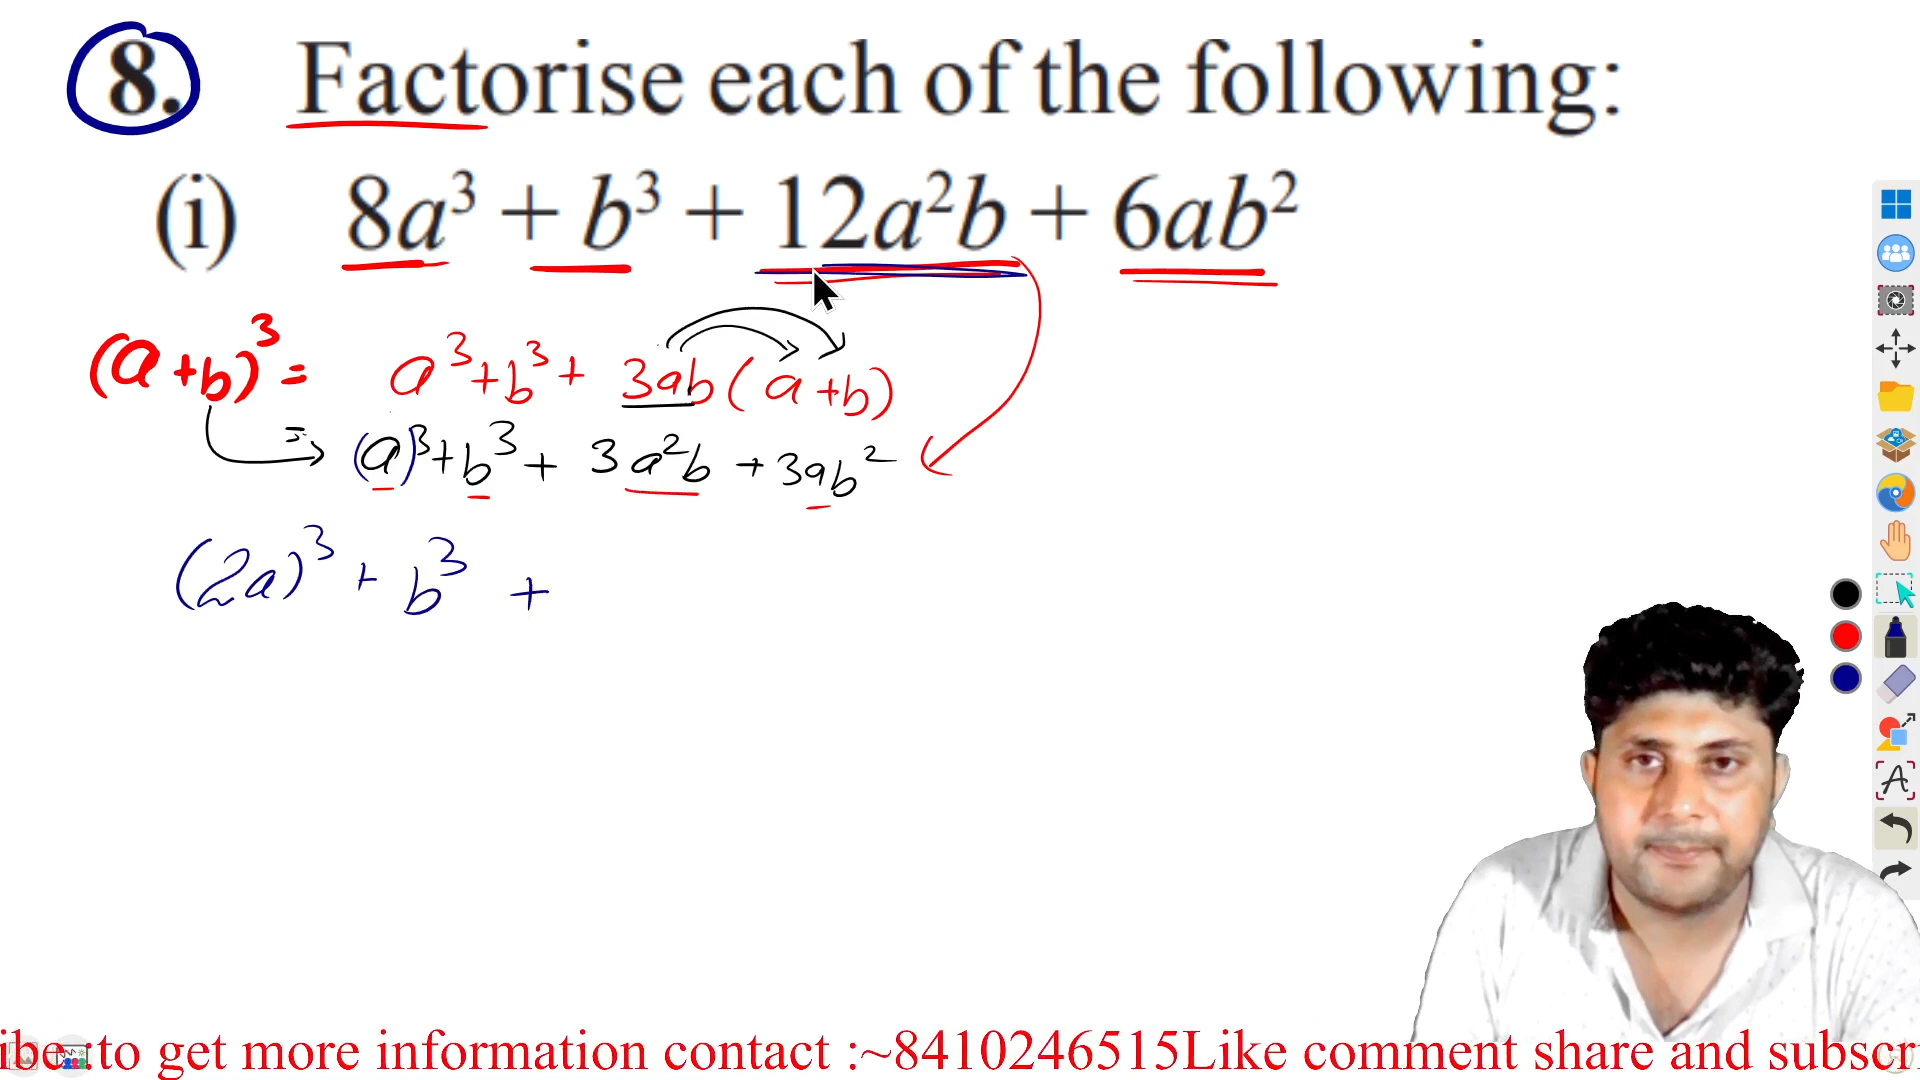 8. Factorise each of the following:
(i) 8a³ + b³ + 12a²b + 6ab²
(a+b)³ = a³+b³+ 3ab(a+b)
= (a)³+b³+ 3a²b +3ab²
(2a)³ + b³ +
ibe :to get more information contact :~8410246515Like comment share and subscr